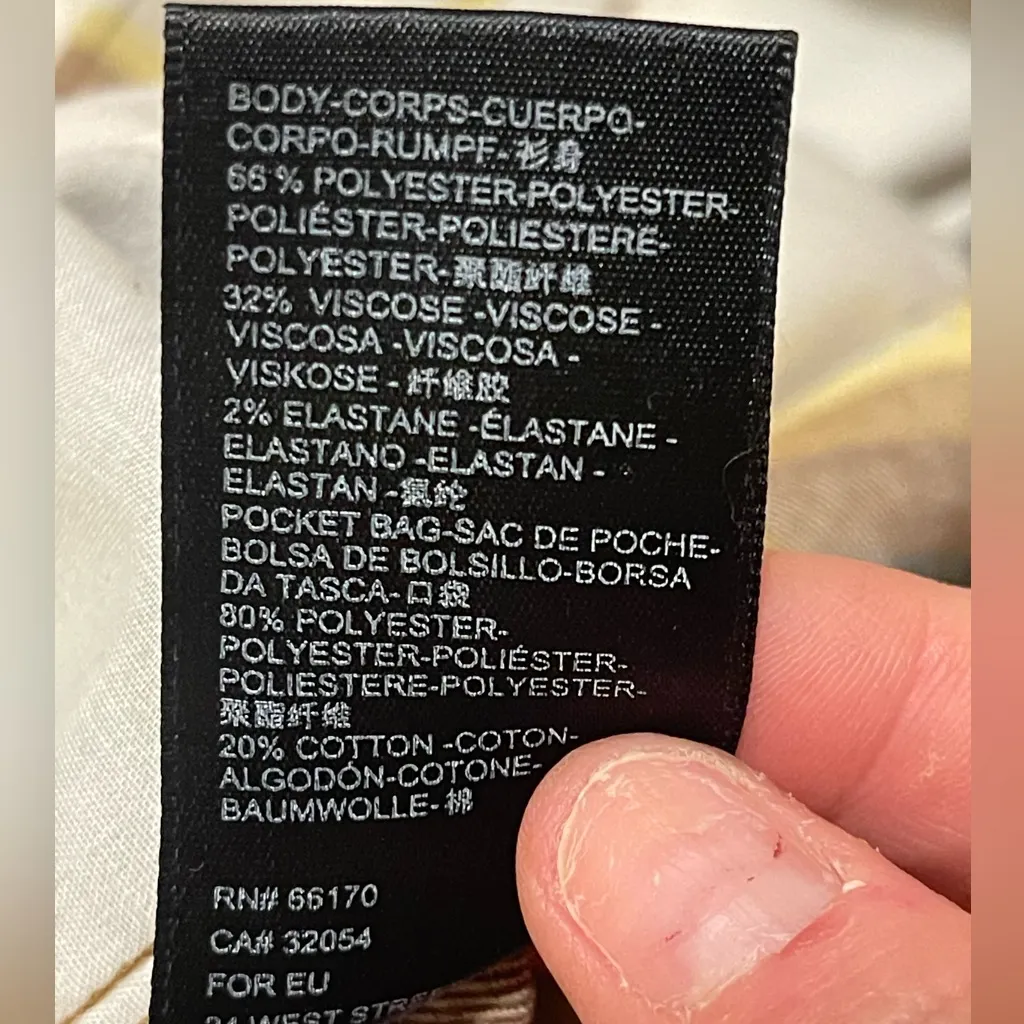 BODY-CORPS-CUERPO-
CORPO-RUMPF-衫身
66% POLYESTER-POLYESTER-
POLIÉSTER-POLIESTERE-
POLYESTER-聚酯纤维
32% VISCOSE -VISCOSE -
VISCOSA -VISCOSA -
VISKOSE - 纤维胶
2% ELASTANE -ÉLASTANE -
ELASTANO -ELASTAN -
ELASTAN -氨纶
POCKET BAG-SAC DE POCHE-
BOLSA DE BOLSILLO-BORSA
DA TASCA-口袋
80% POLYESTER-
POLYESTER-POLIÉSTER-
POLIESTERE-POLYESTER-
聚酯纤维
20% COTTON -COTON-
ALGODÓN-COTONE-
BAUMWOLLE-棉
RN# 66170
CA# 32054
FOR EU
24 WEST